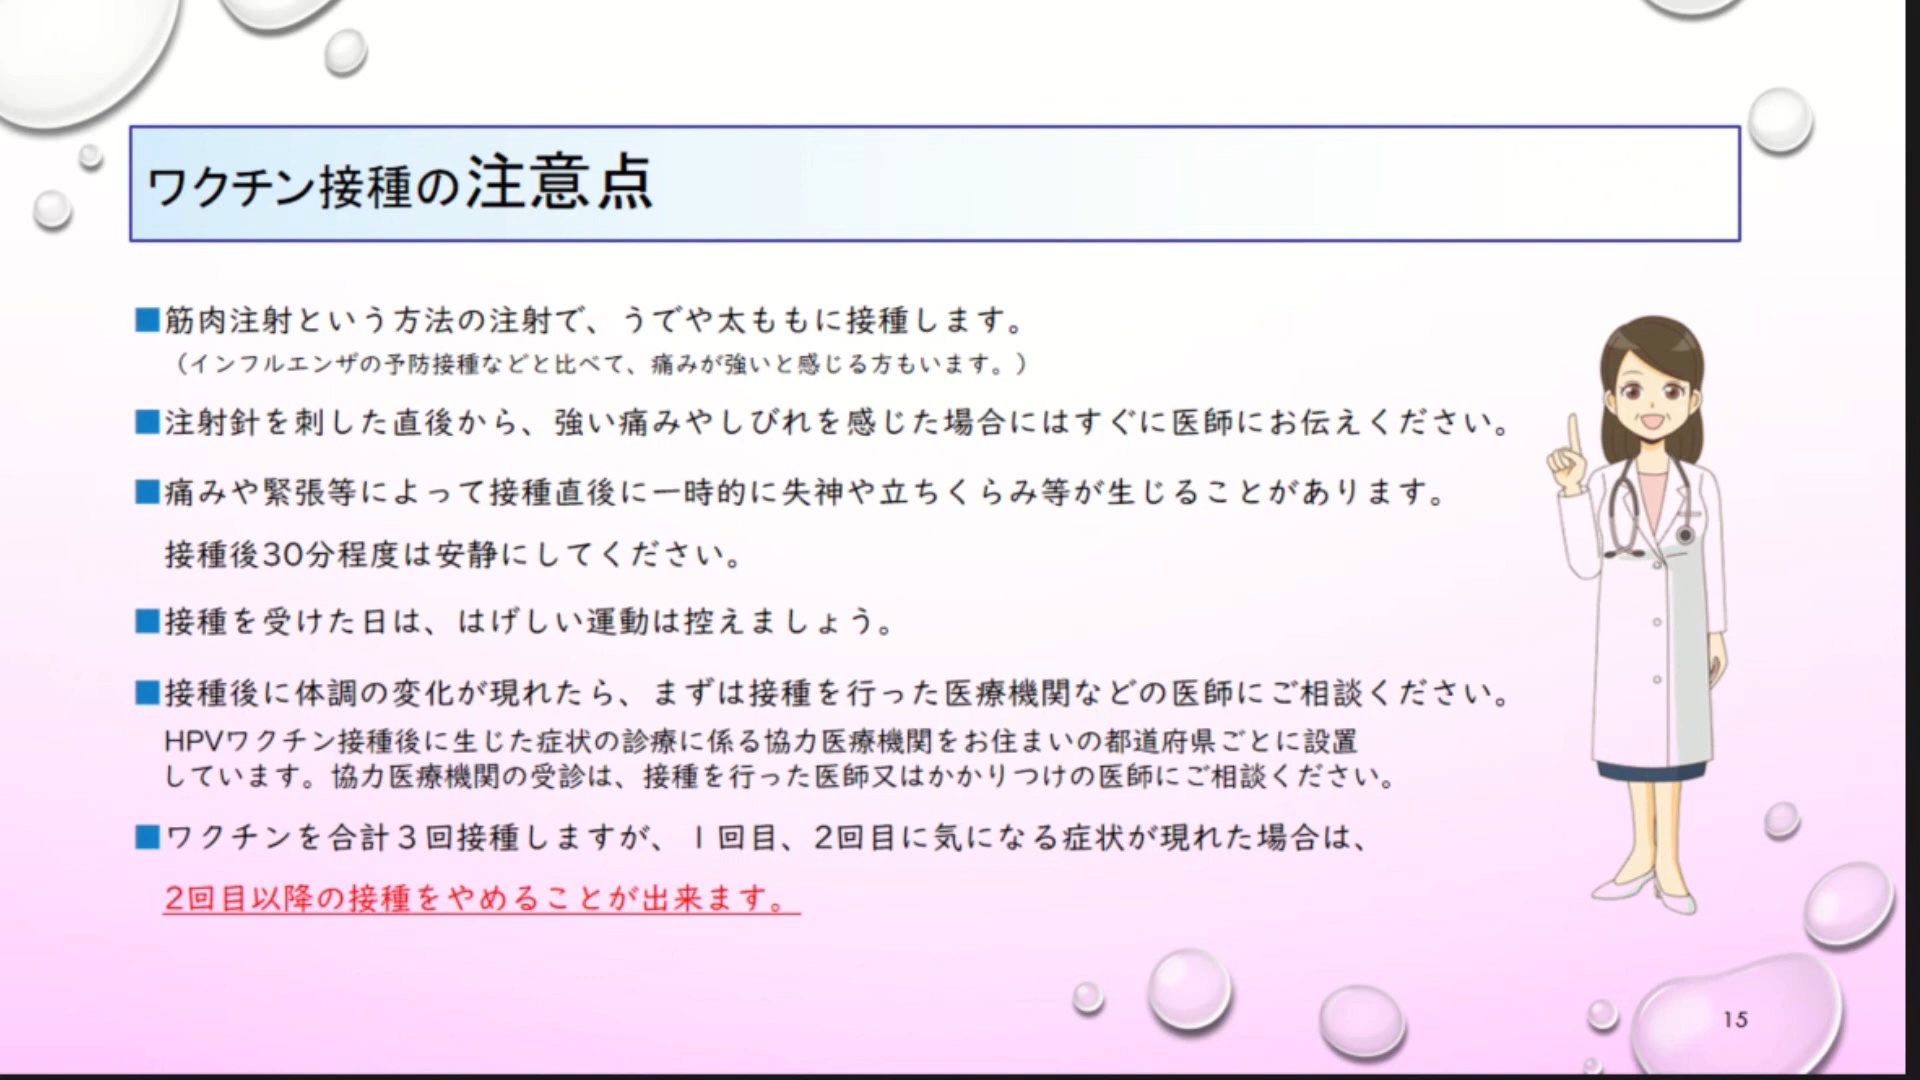 ワクチン接種の注意点
■筋肉注射という方法の注射で、うでや太ももに接種します。
（インフルエンザの予防接種などと比べて、痛みが強いと感じる方もいます。）
■注射針を刺した直後から、強い痛みやしびれを感じた場合にはすぐに医師にお伝えください。
■痛みや緊張等によって接種直後に一時的に失神や立ちくらみ等が生じることがあります。
接種後30分程度は安静にしてください。
■接種を受けた日は、はげしい運動は控えましょう。
■接種後に体調の変化が現れたら、まずは接種を行った医療機関などの医師にご相談ください。
HPVワクチン接種後に生じた症状の診療に係る協力医療機関をお住まいの都道府県ごとに設置
しています。協力医療機関の受診は、接種を行った医師又はかかりつけの医師にご相談ください。
■ワクチンを合計３回接種しますが、１回目、2回目に気になる症状が現れた場合は、
2回目以降の接種をやめることが出来ます。
15